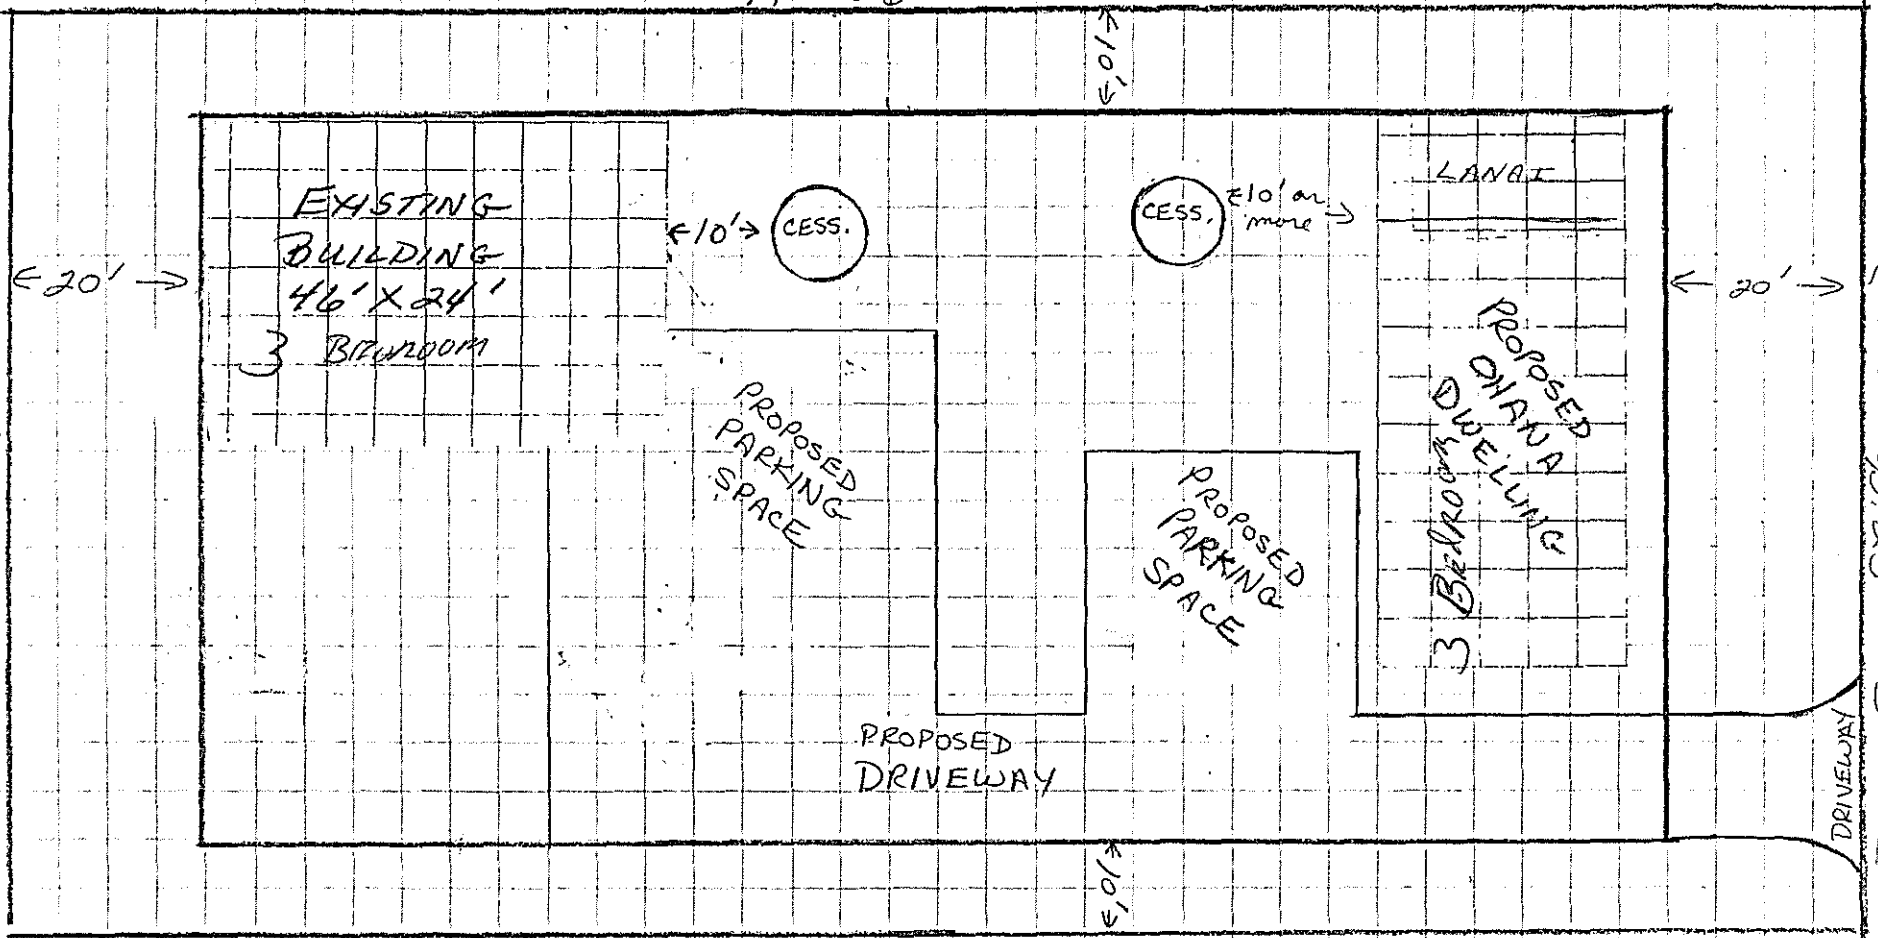 ←10'→
EXISTING
BUILDING
46' X 24'
3 BEDROOM
←10'→
CESS.
CESS.
←10' or
more→
LANAI
←20'→
←20'→
PROPOSED
OHANA
DWELLING
3 BedROOM
PROPOSED
PARKING
SPACE
PROPOSED
PARKING
SPACE
PROPOSED
DRIVEWAY
DRIVEWAY
←10'→